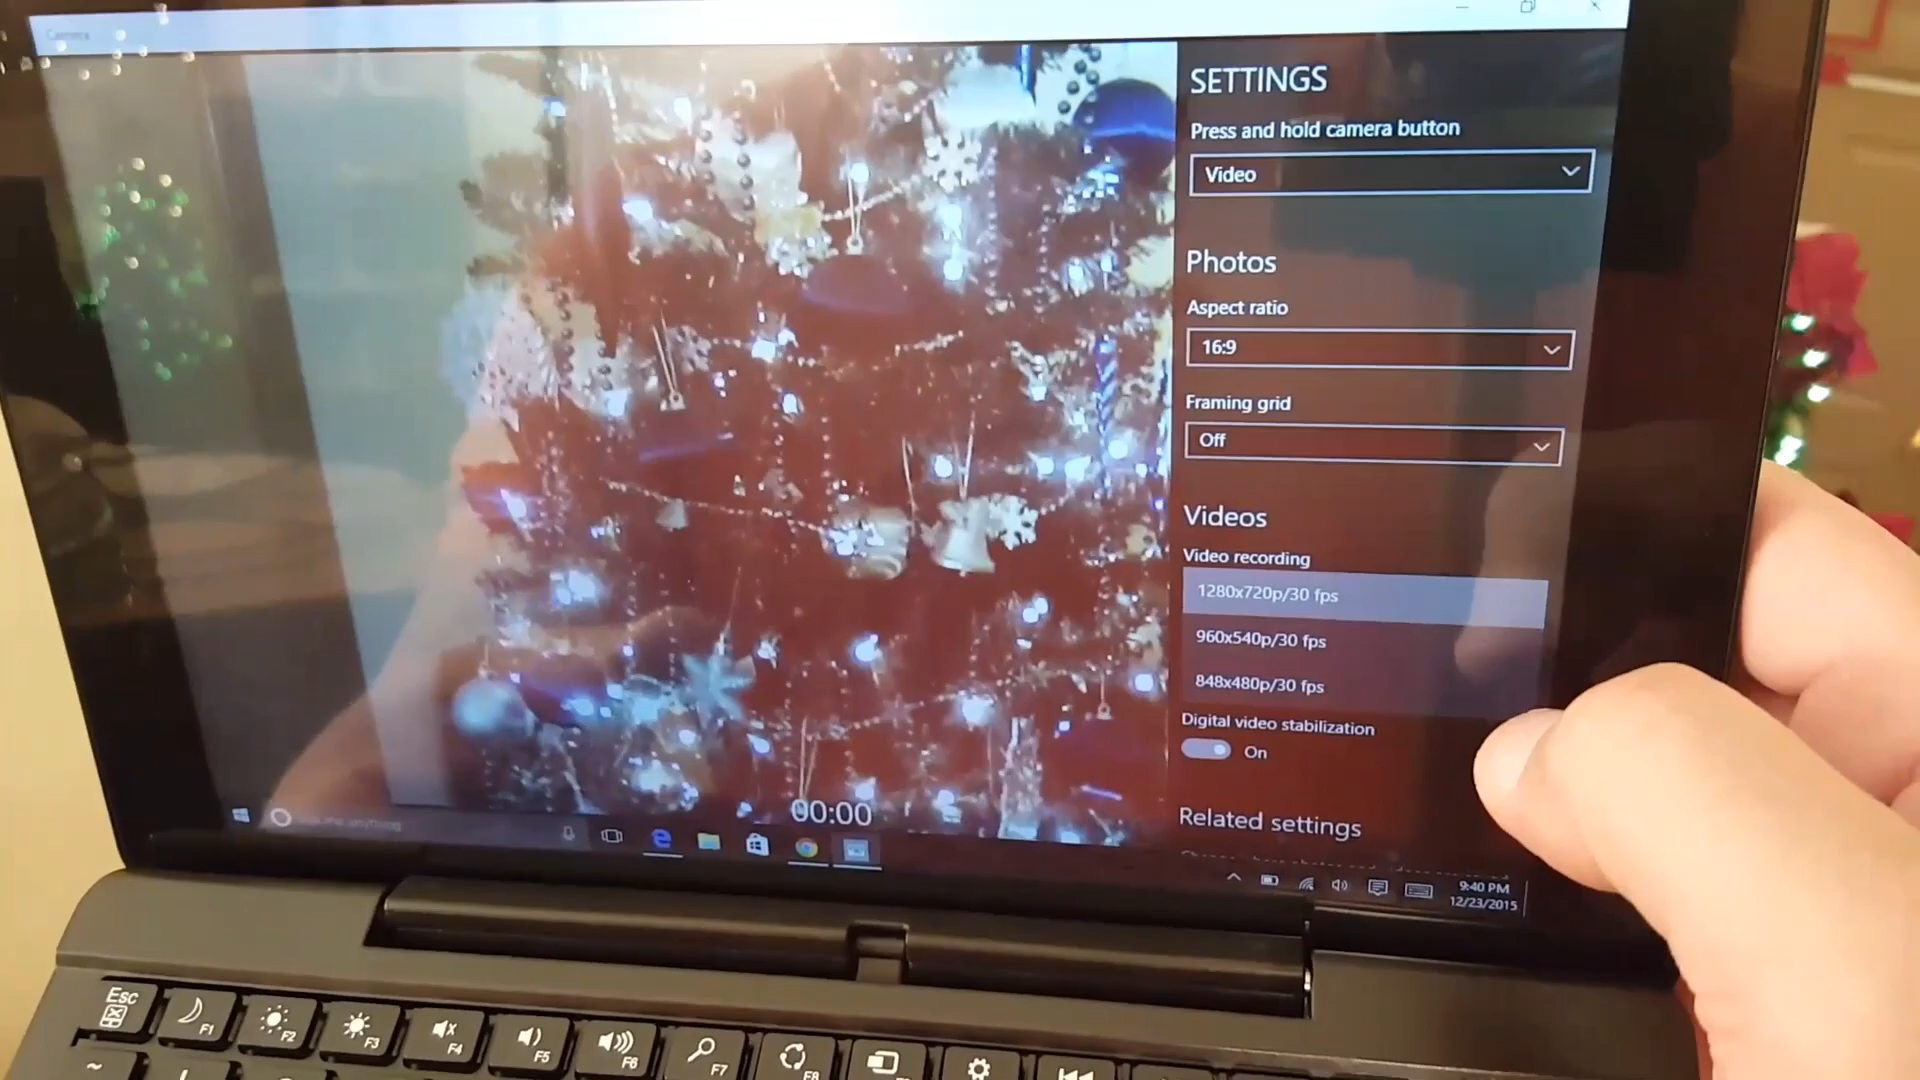 Camera
SETTINGS
Press and hold camera button
Video
Photos
Aspect ratio
16:9
Framing grid
Off
Videos
Video recording
1280x720p/30 fps
960x540p/30 fps
848x480p/30 fps
Digital video stabilization
On
Related settings
00:00
9:40 PM
12/23/2015
Esc
F1
F2
F3
F4
F5
F6
F7
F8
~